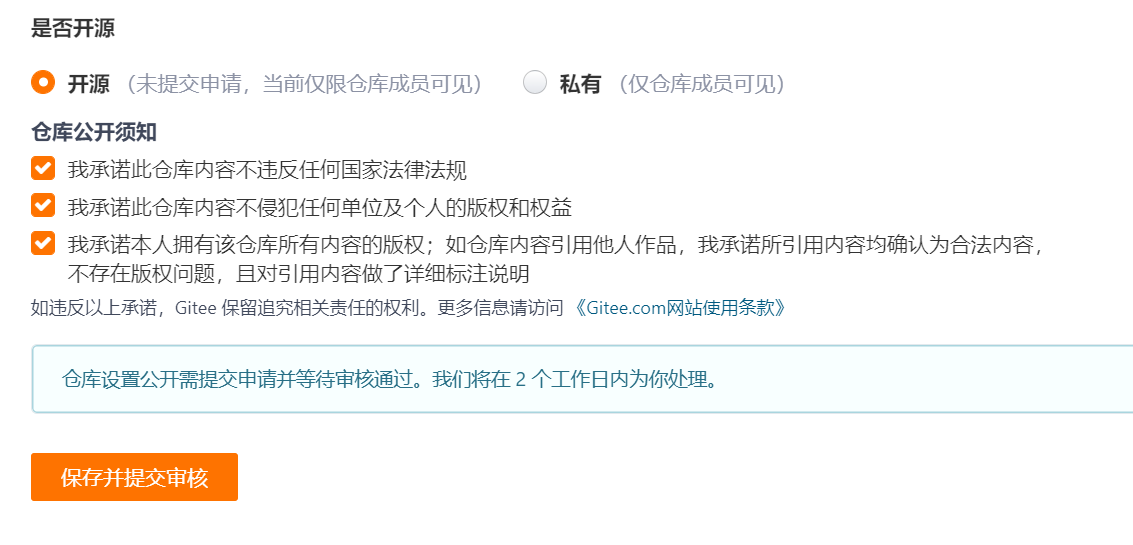 是否开源
开源 （未提交申请，当前仅限仓库成员可见） 私有 （仅仓库成员可见）
仓库公开须知
我承诺此仓库内容不违反任何国家法律法规
我承诺此仓库内容不侵犯任何单位及个人的版权和权益
我承诺本人拥有该仓库所有内容的版权；如仓库内容引用他人作品，我承诺所引用内容均确认为合法内容，
不存在版权问题，且对引用内容做了详细标注说明
如违反以上承诺，Gitee 保留追究相关责任的权利。更多信息请访问 《Gitee.com网站使用条款》
仓库设置公开需提交申请并等待审核通过。我们将在 2 个工作日内为你处理。
保存并提交审核